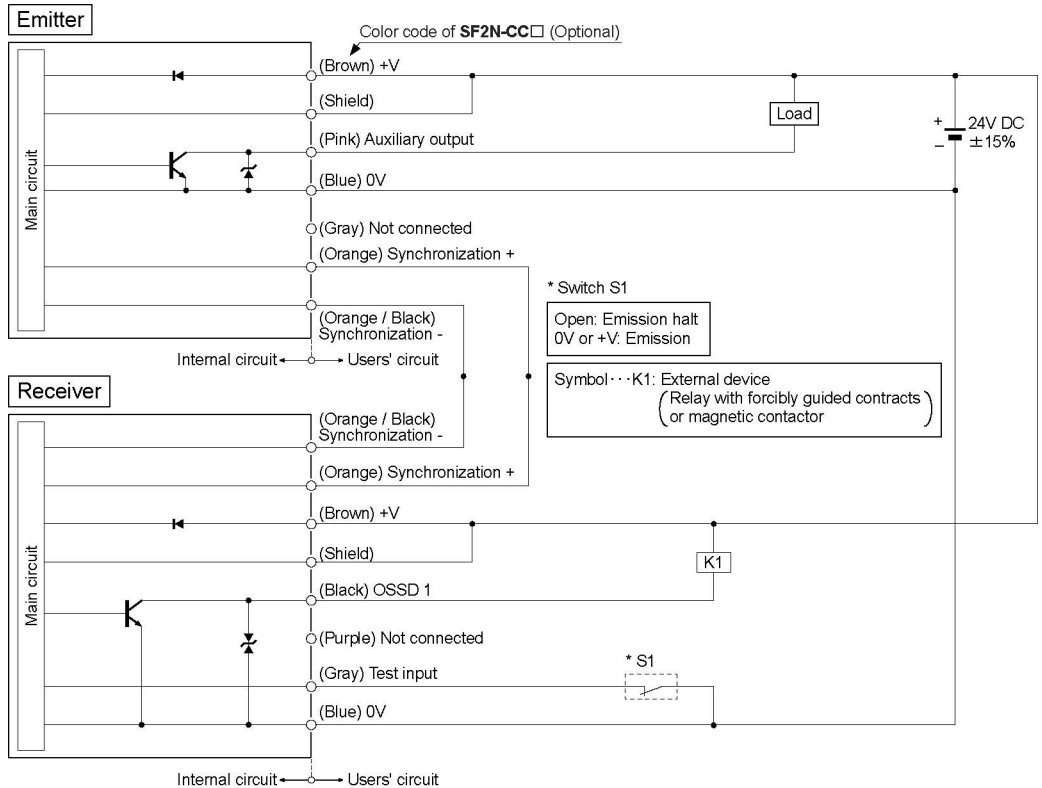 Emitter
Color code of SF2N-CC□ (Optional)
(Brown) +V
(Shield)
Load
(Pink) Auxiliary output
+
24V DC
−
±15%
Main circuit
(Blue) 0V
(Gray) Not connected
(Orange) Synchronization +
* Switch S1
(Orange / Black)
Synchronization -
Open: Emission halt
0V or +V: Emission
Internal circuit
Users' circuit
Symbol···K1: External device
(Relay with forcibly guided contracts
or magnetic contactor)
Receiver
(Orange / Black)
Synchronization -
(Orange) Synchronization +
(Brown) +V
(Shield)
K1
(Black) OSSD 1
Main circuit
(Purple) Not connected
* S1
(Gray) Test input
(Blue) 0V
Internal circuit
Users' circuit